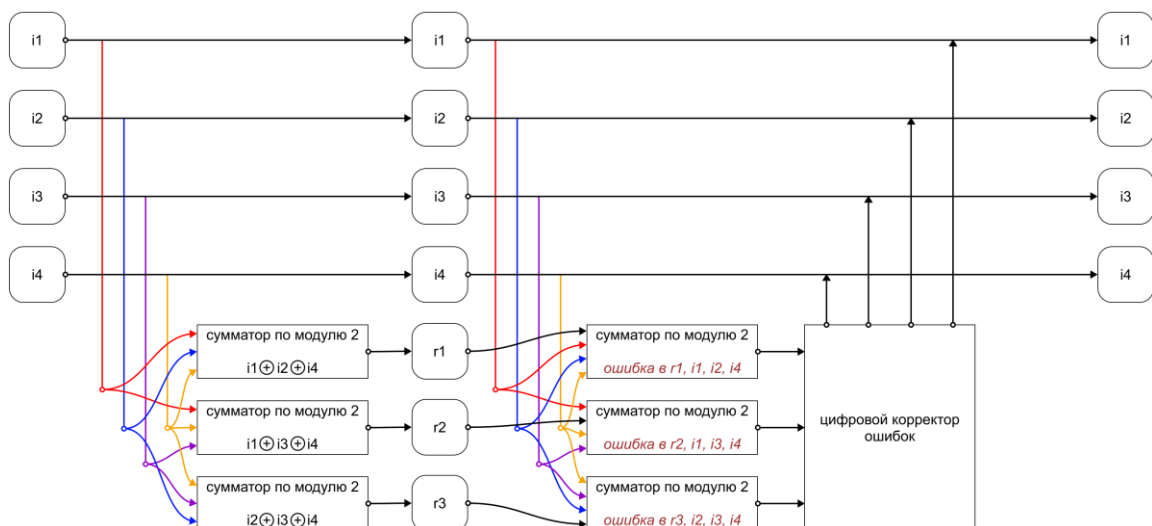 i1 i1 i1
i2 i2 i2
i3 i3 i3
i4 i4 i4
сумматор по модулю 2
i1⊕i2⊕i4
r1
сумматор по модулю 2
ошибка в r1, i1, i2, i4
сумматор по модулю 2
i1⊕i3⊕i4
r2
сумматор по модулю 2
ошибка в r2, i1, i3, i4
цифровой корректор
ошибок
сумматор по модулю 2
i2⊕i3⊕i4
r3
сумматор по модулю 2
ошибка в r3, i2, i3, i4